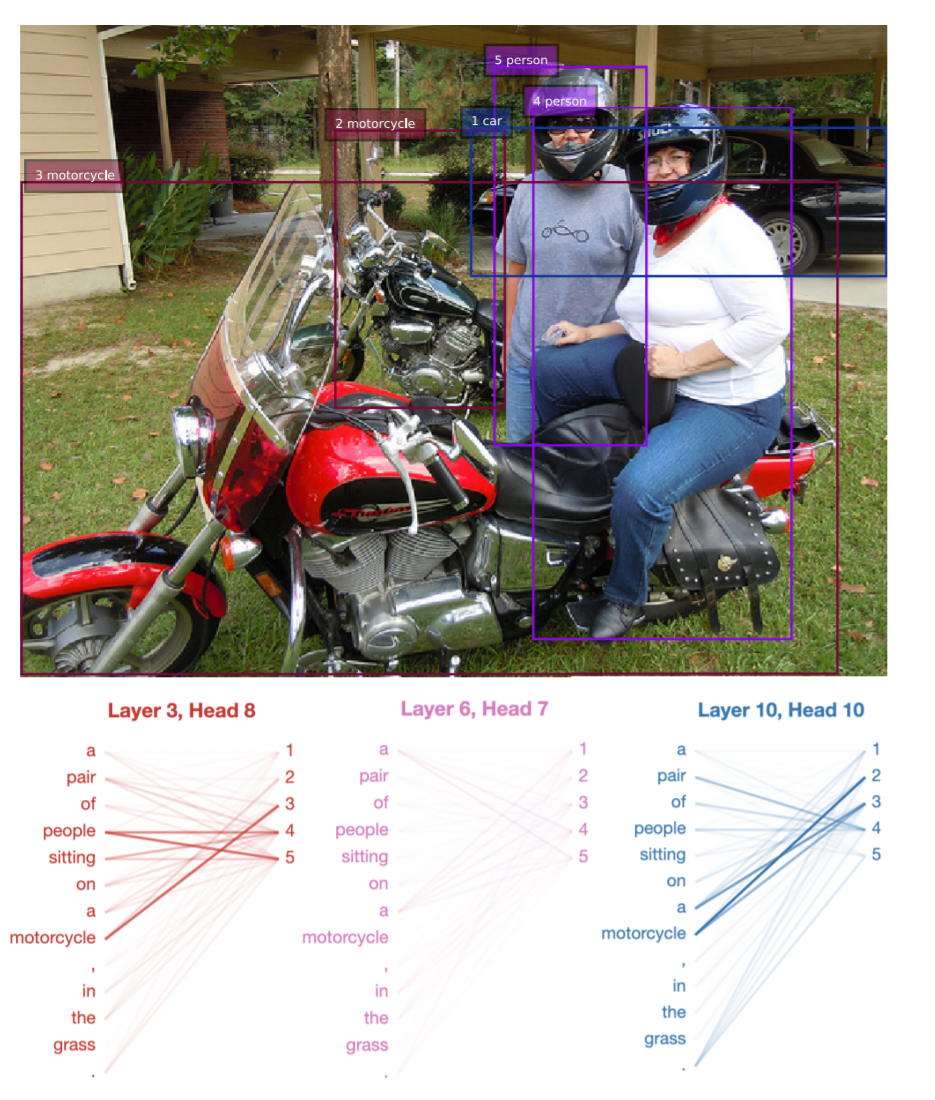 5 person
4 person
2 motorcycle
1 car
3 motorcycle
Layer 3, Head 8
a
pair
of
people
sitting
on
a
motorcycle
,
in
the
grass
.
1
2
3
4
5
Layer 6, Head 7
a
pair
of
people
sitting
on
a
motorcycle
,
in
the
grass
.
1
2
3
4
5
Layer 10, Head 10
a
pair
of
people
sitting
on
a
motorcycle
,
in
the
grass
.
1
2
3
4
5